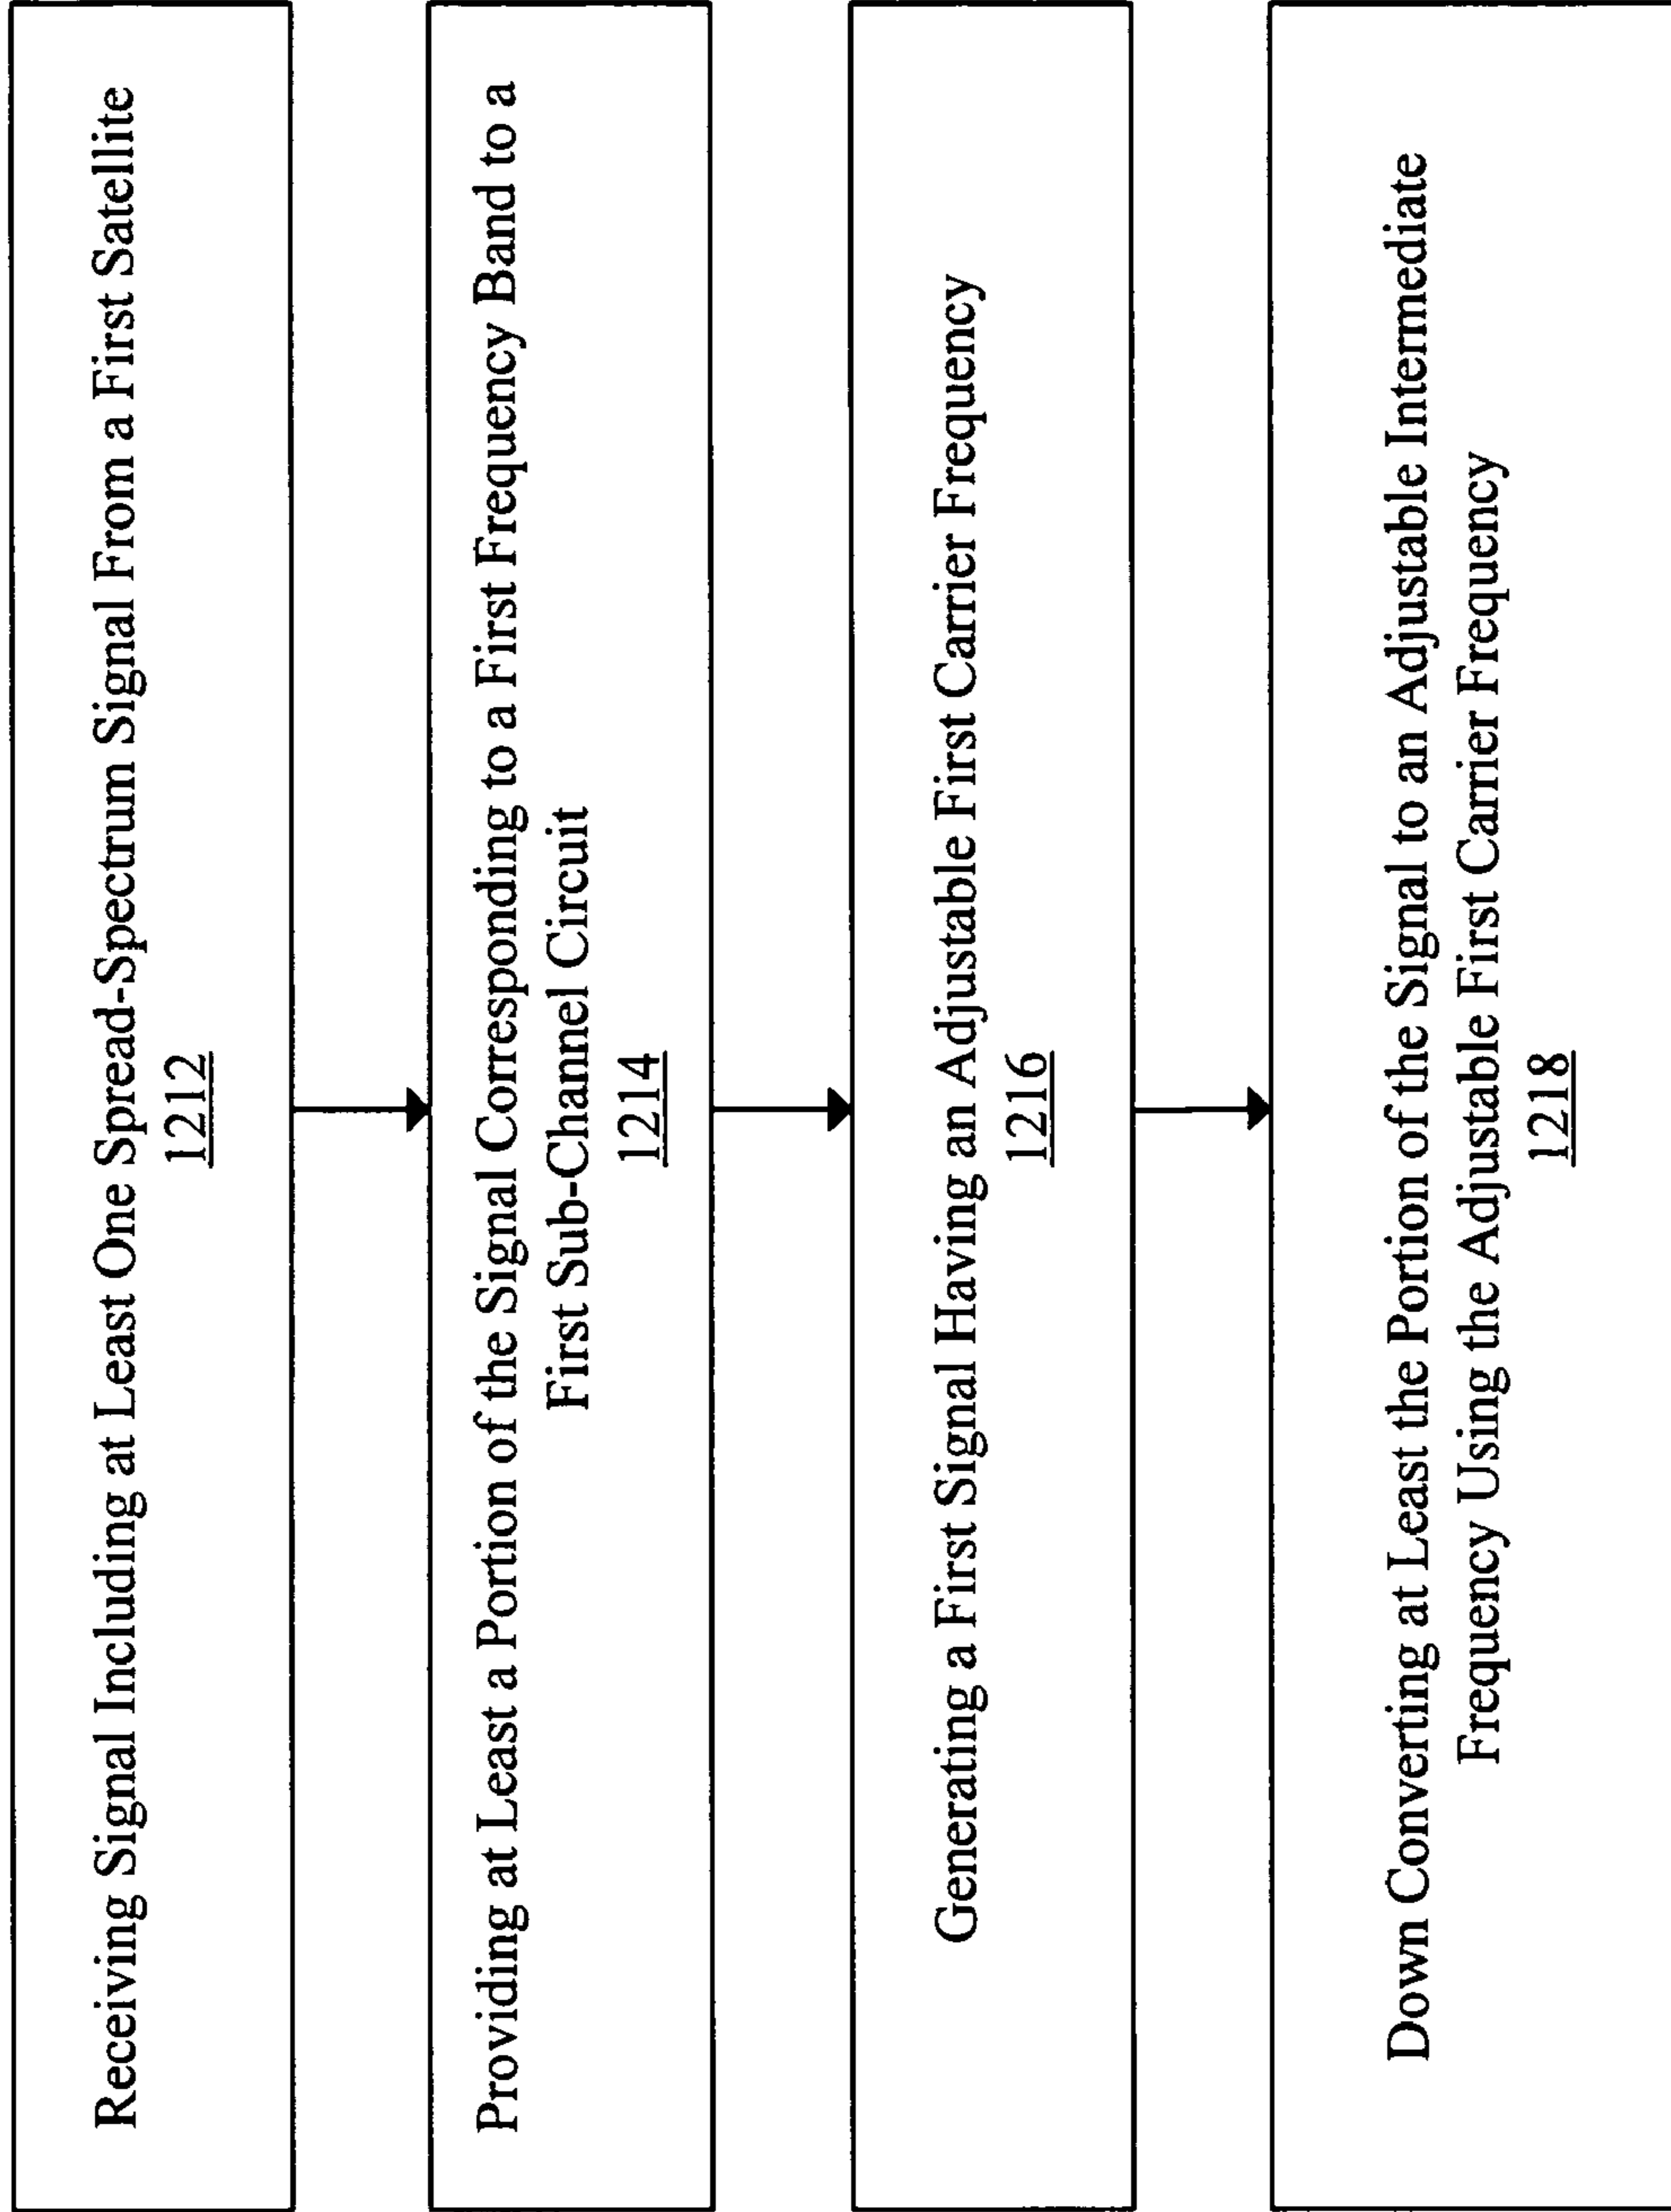 Receiving Signal Including at Least One Spread-Spectrum Signal From a First Satellite
1212
Providing at Least a Portion of the Signal Corresponding to a First Frequency Band to a
First Sub-Channel Circuit
1214
Generating a First Signal Having an Adjustable First Carrier Frequency
1216
Down Converting at Least the Portion of the Signal to an Adjustable Intermediate
Frequency Using the Adjustable First Carrier Frequency
1218